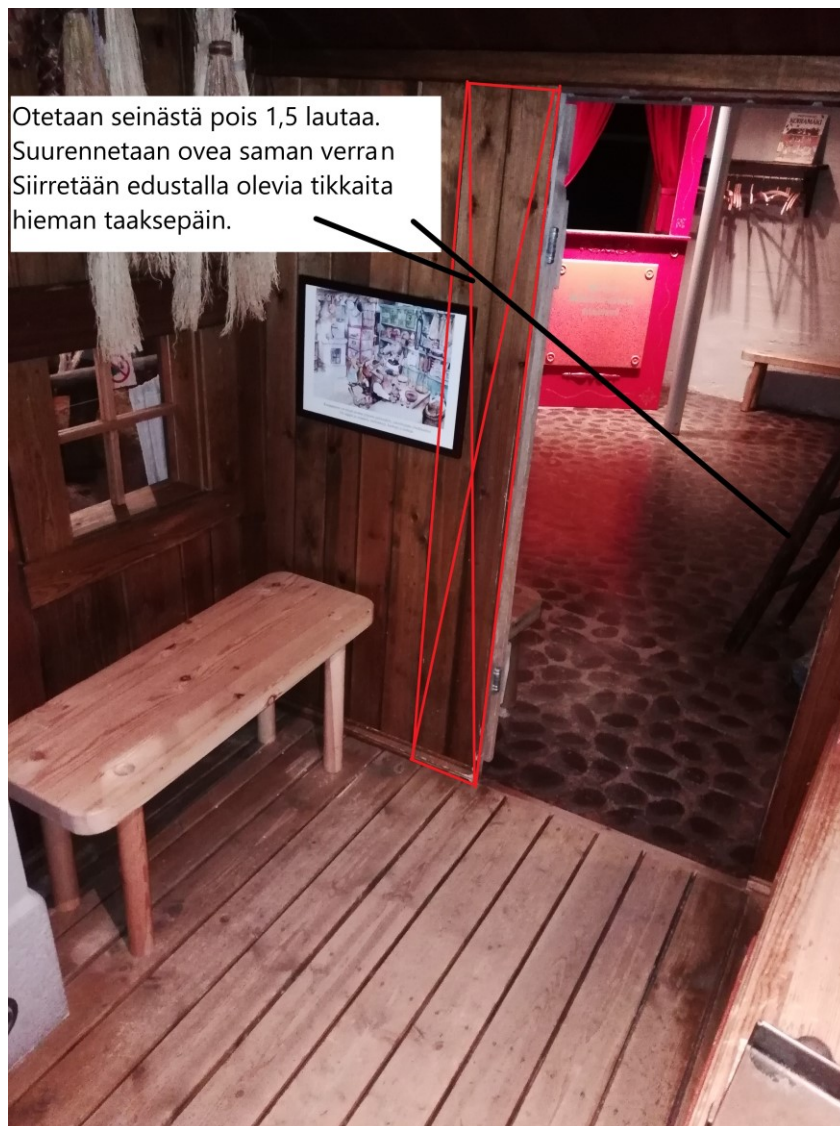 Otetaan seinästä pois 1,5 lautaa.
Suurennetaan ovea saman verran
Siirretään edustalla olevia tikkaita
hieman taaksepäin.